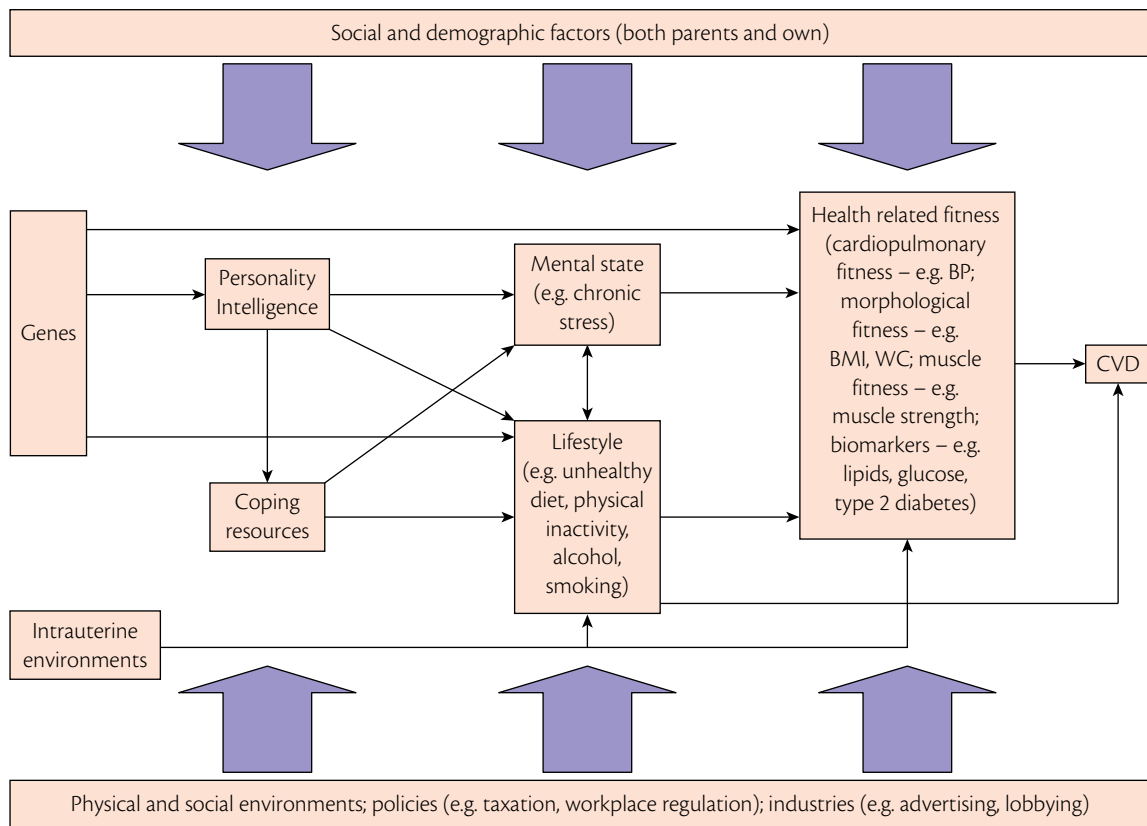 Social and demographic factors (both parents and own)
Genes
Personality
Intelligence
Coping
resources
Intrauterine
environments
Mental state
(e.g. chronic
stress)
Lifestyle
(e.g. unhealthy
diet, physical
inactivity,
alcohol,
smoking)
Health related fitness
(cardiopulmonary
fitness – e.g. BP;
morphological
fitness – e.g.
BMI, WC; muscle
fitness – e.g.
muscle strength;
biomarkers – e.g.
lipids, glucose,
type 2 diabetes)
CVD
Physical and social environments; policies (e.g. taxation, workplace regulation); industries (e.g. advertising, lobbying)